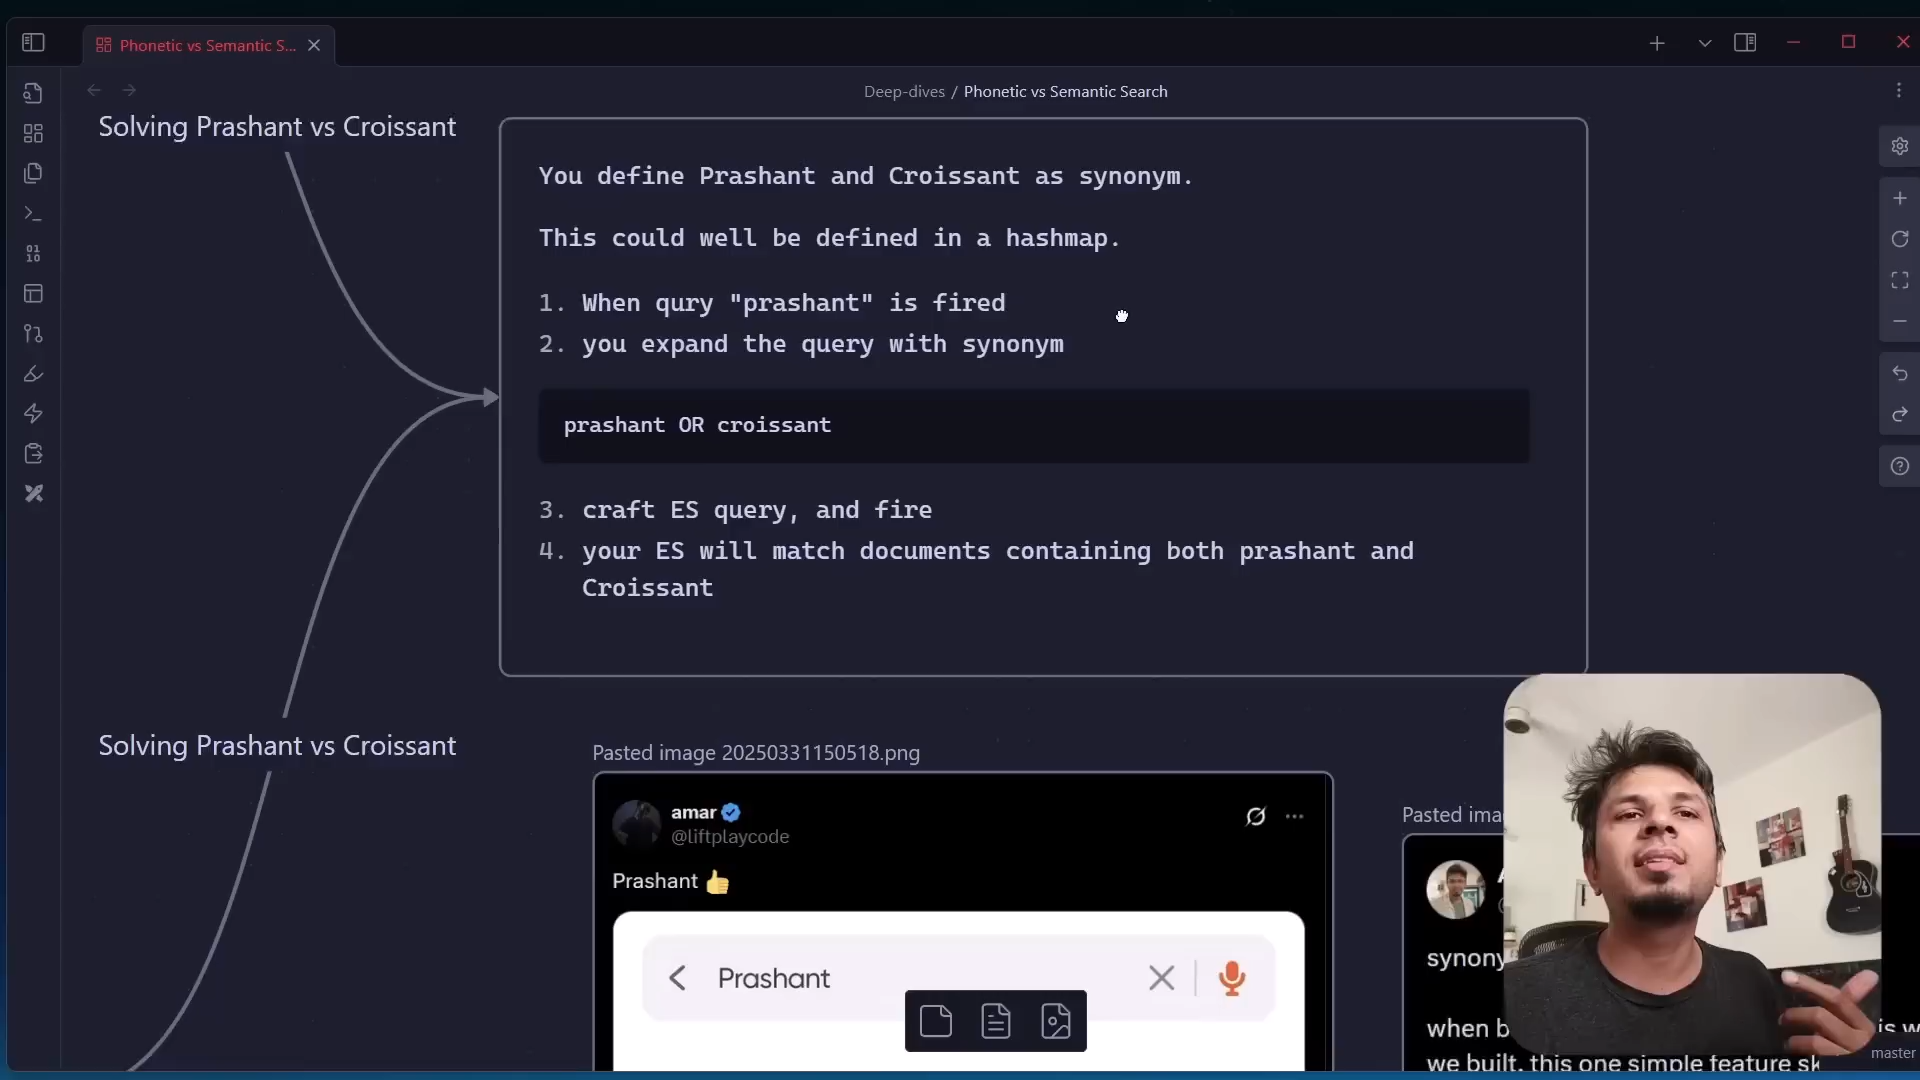 Phonetic vs Semantic S...
Deep-dives / Phonetic vs Semantic Search
Solving Prashant vs Croissant
You define Prashant and Croissant as synonym.
This could well be defined in a hashmap.
1. When qury "prashant" is fired
2. you expand the query with synonym
prashant OR croissant
3. craft ES query, and fire
4. your ES will match documents containing both prashant and
Croissant
Solving Prashant vs Croissant
Pasted image 20250331150518.png
amar
@liftplaycode
Prashant 👍
Prashant
Pasted
synony
when b
we built. this one simple feature
master